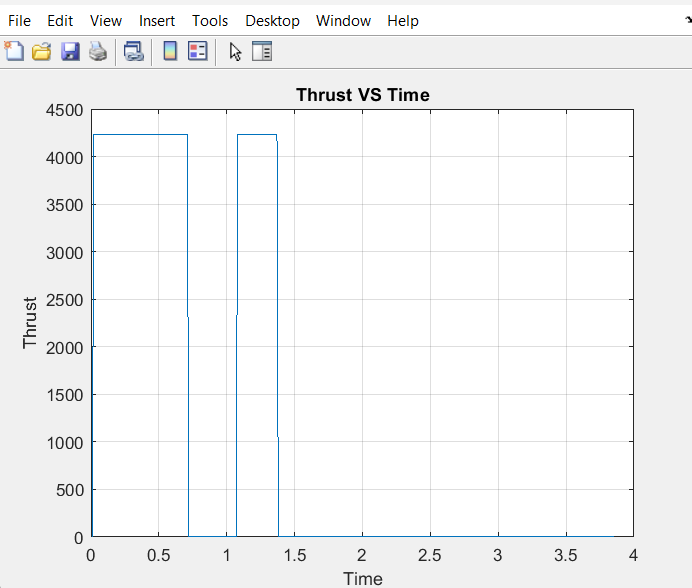 File Edit View Insert Tools Desktop Window Help
Thrust VS Time
4500
4000
3500
3000
2500
2000
1500
1000
500
0
Thrust
0 0.5 1 1.5 2 2.5 3 3.5 4
Time